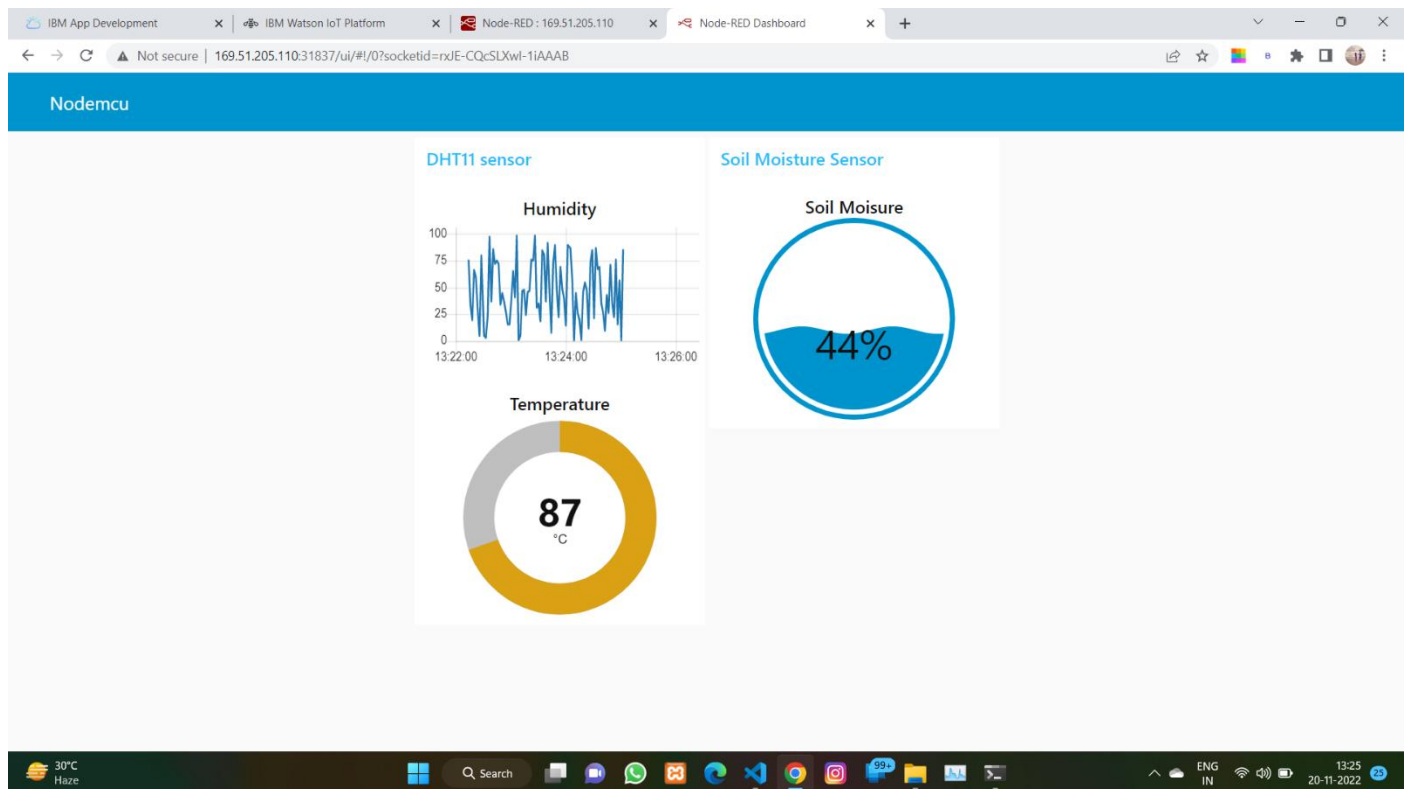 IBM App Development
IBM Watson IoT Platform
Node-RED : 169.51.205.110
Node-RED Dashboard
Not secure
169.51.205.110:31837/ui/#!/0?socketid=rxJE-CQcSLXwI-1iAAAB
Nodemcu
DHT11 sensor
Humidity
100
75
50
25
0
13:22:00
13:24:00
13:26:00
Temperature
87
°C
Soil Moisture Sensor
Soil Moisure
44%
30°C
Haze
Search
99+
ENG
IN
13:25
20-11-2022
25